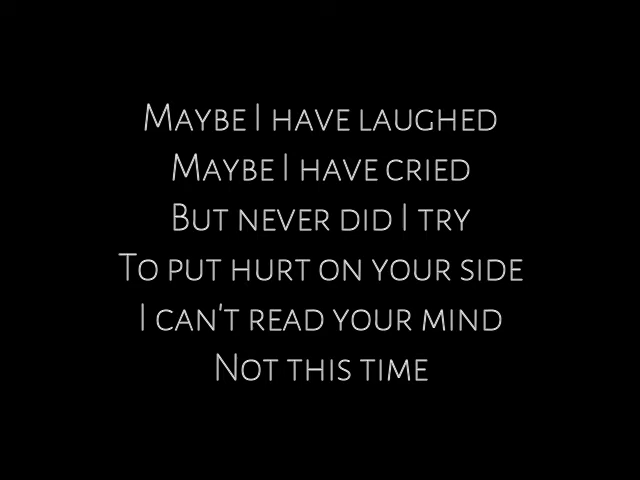 Maybe I have laughed
Maybe I have cried
But never did I try
To put hurt on your side
I can't read your mind
Not this time